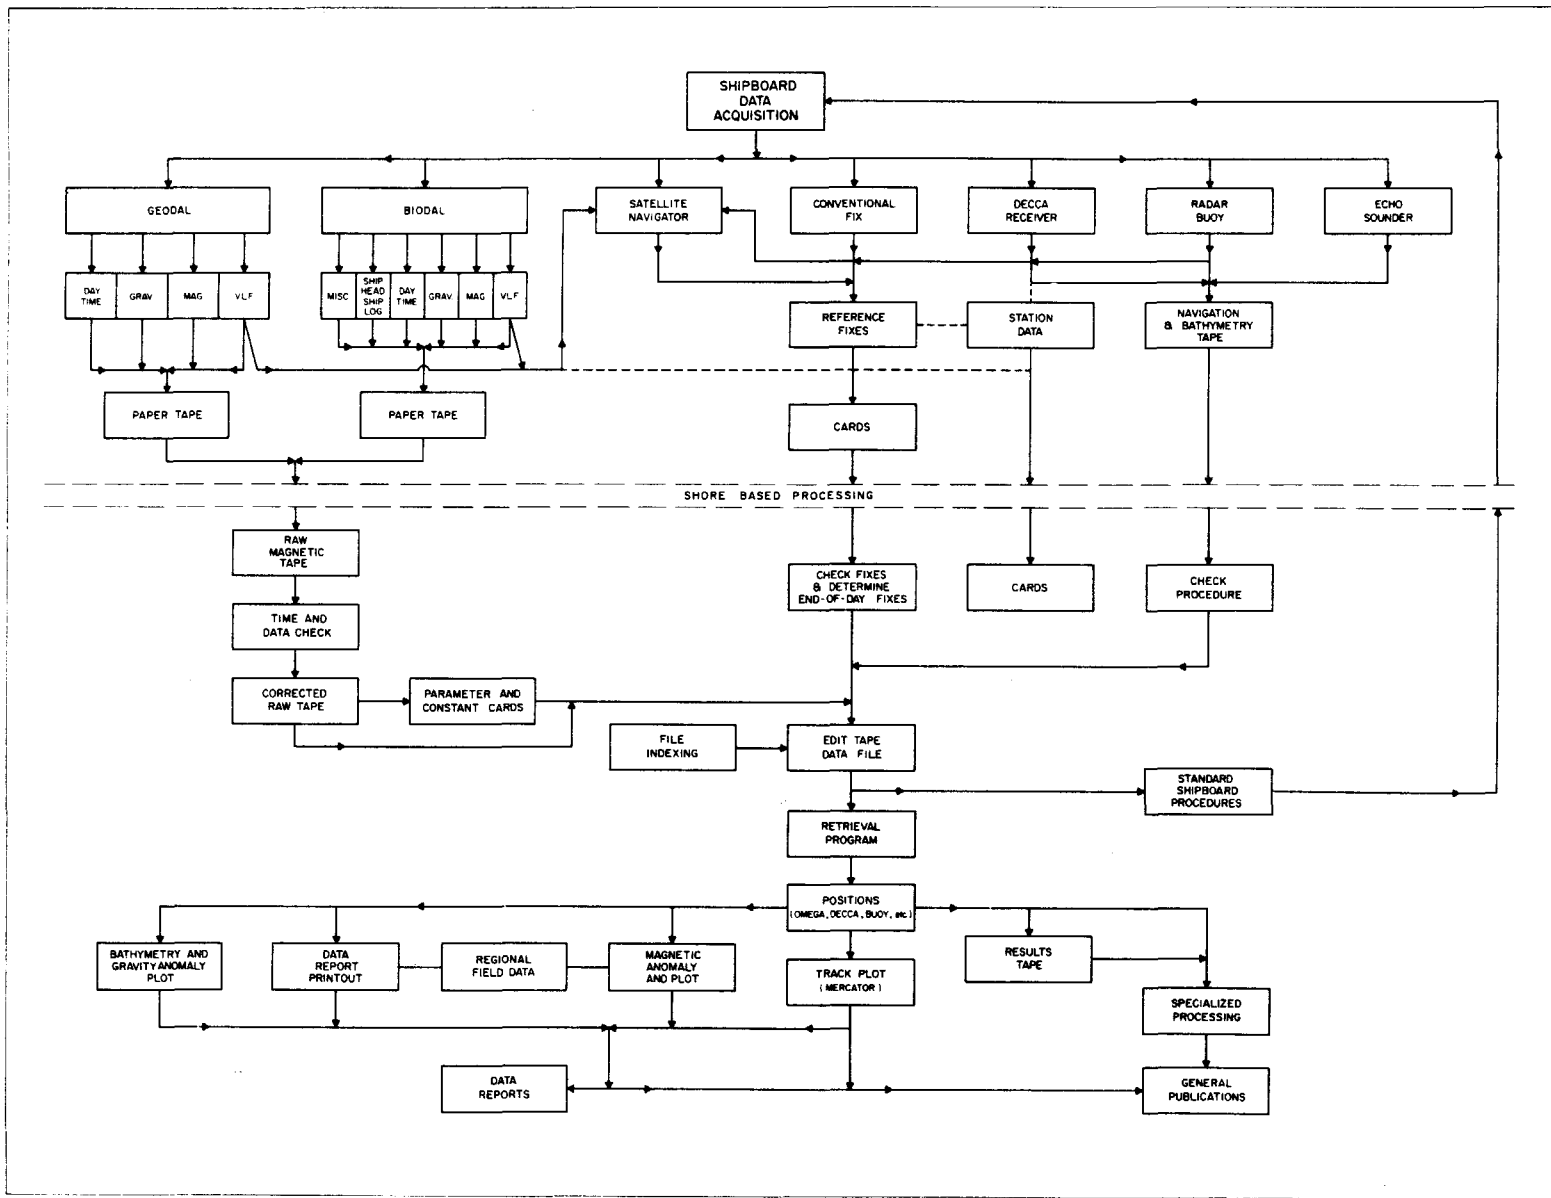 SHIPBOARD
DATA
ACQUISITION
GEODAL
BIODAL
SATELLITE
NAVIGATOR
CONVENTIONAL
FIX
DECCA
RECEIVER
RADAR
BUOY
ECHO
SOUNDER
DAY
TIME
GRAV
MAG
VLF
MISC
SHIP
HEAD
SHIP
LOG
DAY
TIME
GRAV
MAG
VLF
REFERENCE
FIXES
STATION
DATA
NAVIGATION
& BATHYMETRY
TAPE
PAPER TAPE
PAPER TAPE
CARDS
SHORE BASED PROCESSING
RAW
MAGNETIC
TAPE
CHECK FIXES
& DETERMINE
END-OF-DAY FIXES
CARDS
CHECK
PROCEDURE
TIME AND
DATA CHECK
CORRECTED
RAW TAPE
PARAMETER AND
CONSTANT CARDS
FILE
INDEXING
EDIT TAPE
DATA FILE
STANDARD
SHIPBOARD
PROCEDURES
RETRIEVAL
PROGRAM
POSITIONS
(OMEGA, DECCA, BUOY, etc.)
BATHYMETRY AND
GRAVITY ANOMALY
PLOT
DATA
REPORT
PRINTOUT
REGIONAL
FIELD DATA
MAGNETIC
ANOMALY
AND PLOT
TRACK PLOT
(MERCATOR)
RESULTS
TAPE
SPECIALIZED
PROCESSING
DATA
REPORTS
GENERAL
PUBLICATIONS